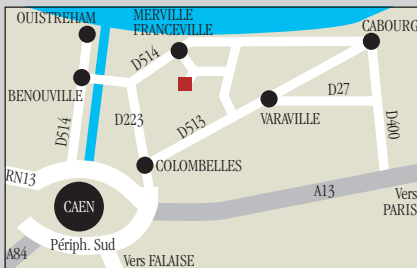 OUISTREHAM
MERVILLE
FRANCEVILLE
CABOURG
D514
BENOUVILLE
D27
D514
D223
D513
VARAVILLE
D400
COLOMBELLES
RN13
A13
Vers
PARIS
CAEN
Périph. Sud
A84
Vers FALAISE